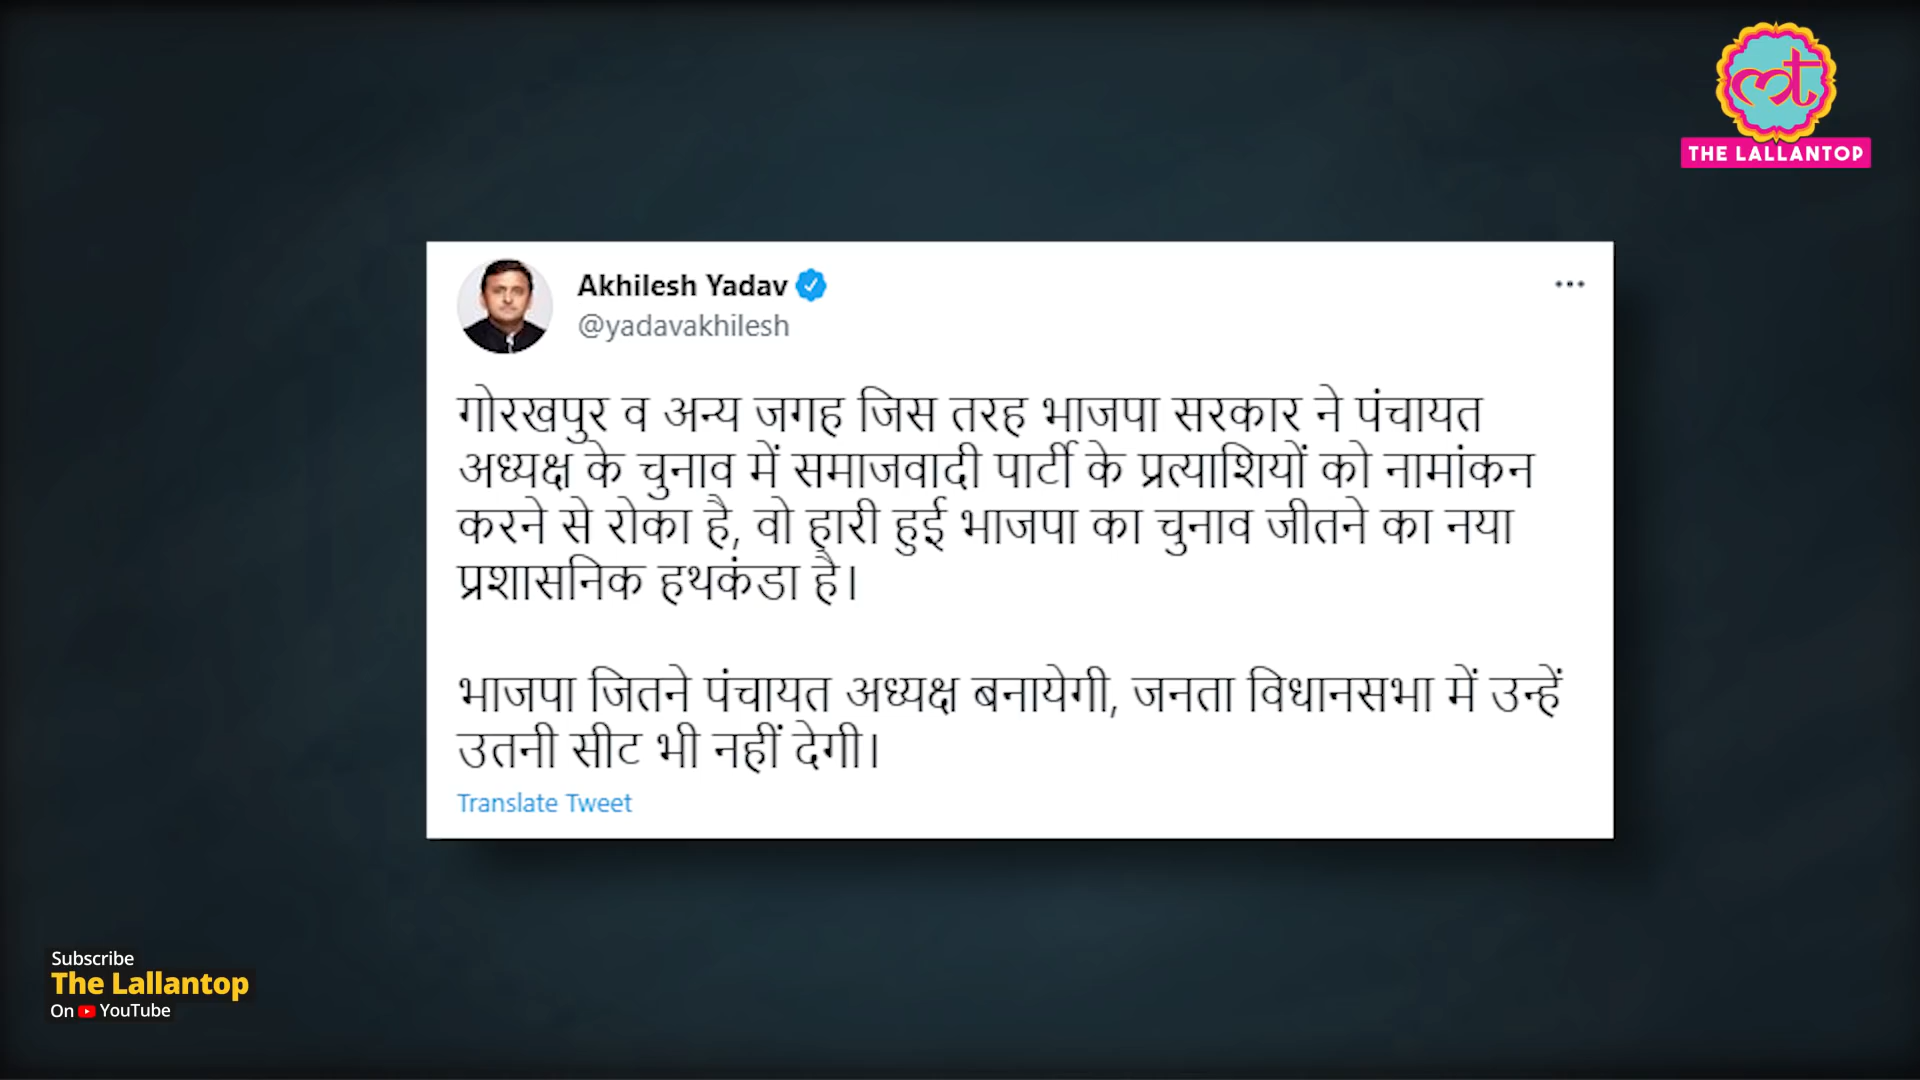 THE LALLANTOP
Akhilesh Yadav
@yadavakhilesh
गोरखपुर व अन्य जगह जिस तरह भाजपा सरकार ने पंचायत
अध्यक्ष के चुनाव में समाजवादी पार्टी के प्रत्याशियों को नामांकन
करने से रोका है, वो हारी हुई भाजपा का चुनाव जीतने का नया
प्रशासनिक हथकंडा है।
भाजपा जितने पंचायत अध्यक्ष बनायेगी, जनता विधानसभा में उन्हें
उतनी सीट भी नहीं देगी।
Translate Tweet
Subscribe
The Lallantop
On YouTube